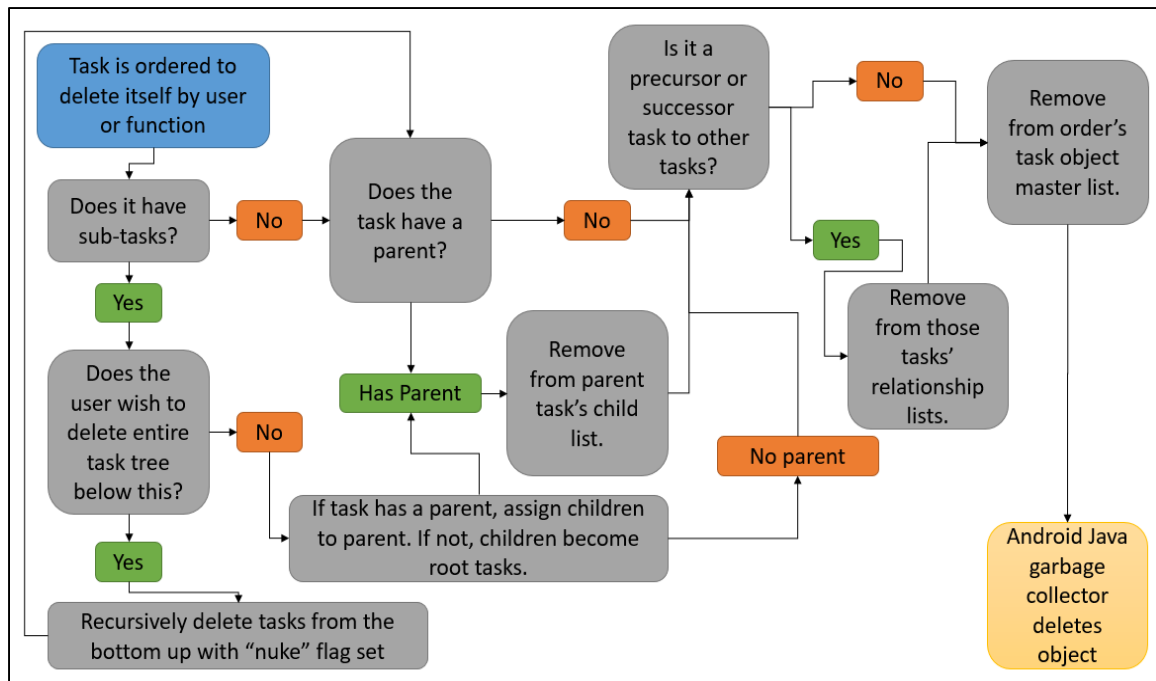 Task is ordered to
delete itself by user
or function
Does it have
sub-tasks?
No
Yes
Does the
user wish to
delete entire
task tree
below this?
No
Yes
Recursively delete tasks from the
bottom up with “nuke” flag set
Does the
task have a
parent?
No
Has Parent
Remove
from parent
task’s child
list.
If task has a parent, assign children
to parent. If not, children become
root tasks.
No parent
Is it a
precursor or
successor
task to other
tasks?
No
Yes
Remove
from those
tasks’
relationship
lists.
Remove
from order’s
task object
master list.
Android Java
garbage
collector
deletes
object